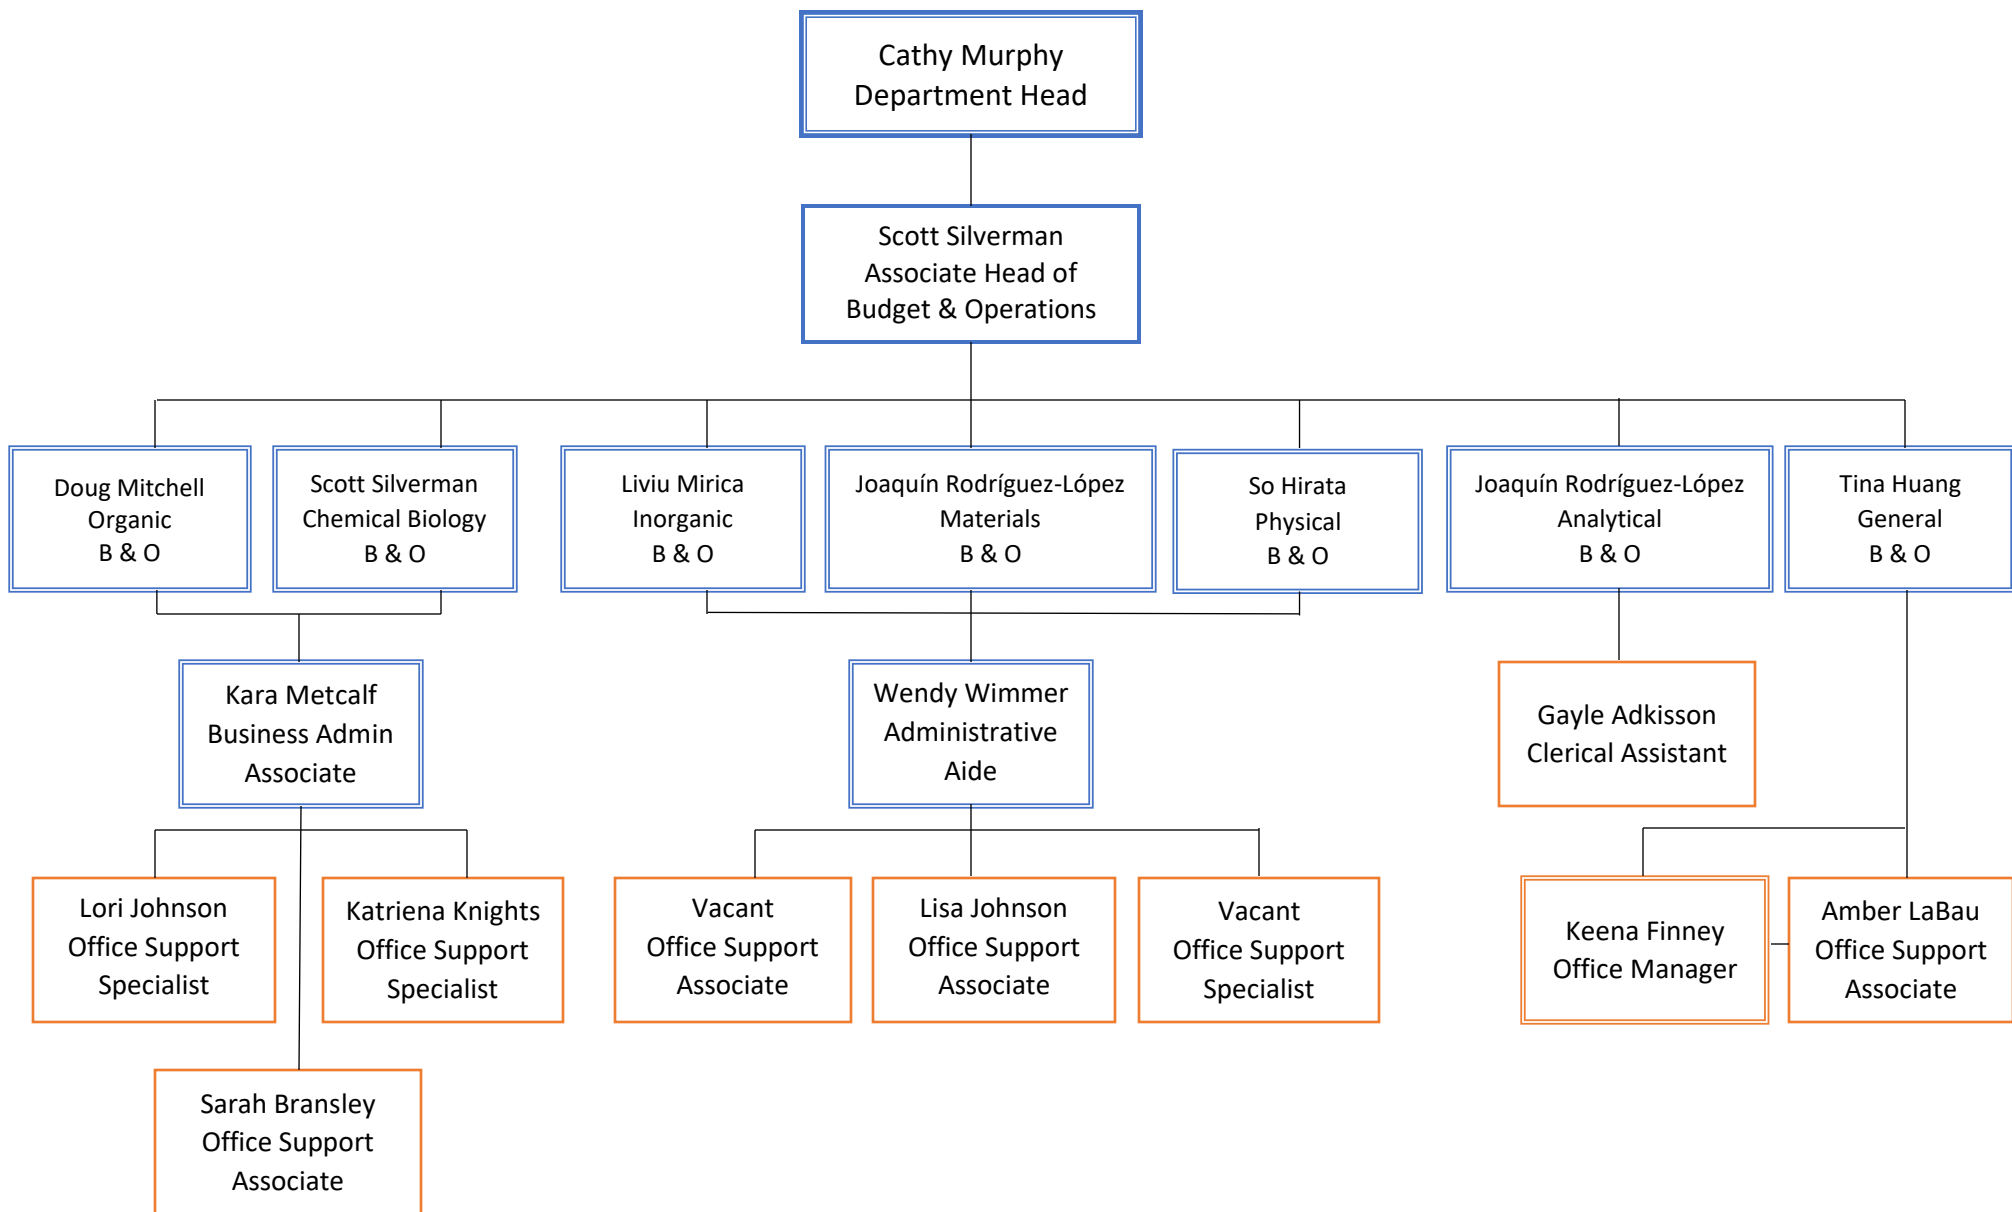 Cathy Murphy
Department Head
Scott Silverman
Associate Head of
Budget & Operations
Doug Mitchell
Organic
B & O
Scott Silverman
Chemical Biology
B & O
Liviu Mirica
Inorganic
B & O
Joaquín Rodríguez-López
Materials
B & O
So Hirata
Physical
B & O
Joaquín Rodríguez-López
Analytical
B & O
Tina Huang
General
B & O
Kara Metcalf
Business Admin
Associate
Wendy Wimmer
Administrative
Aide
Gayle Adkisson
Clerical Assistant
Lori Johnson
Office Support
Specialist
Katriena Knights
Office Support
Specialist
Vacant
Office Support
Associate
Lisa Johnson
Office Support
Associate
Vacant
Office Support
Specialist
Keena Finney
Office Manager
Amber LaBau
Office Support
Associate
Sarah Bransley
Office Support
Associate